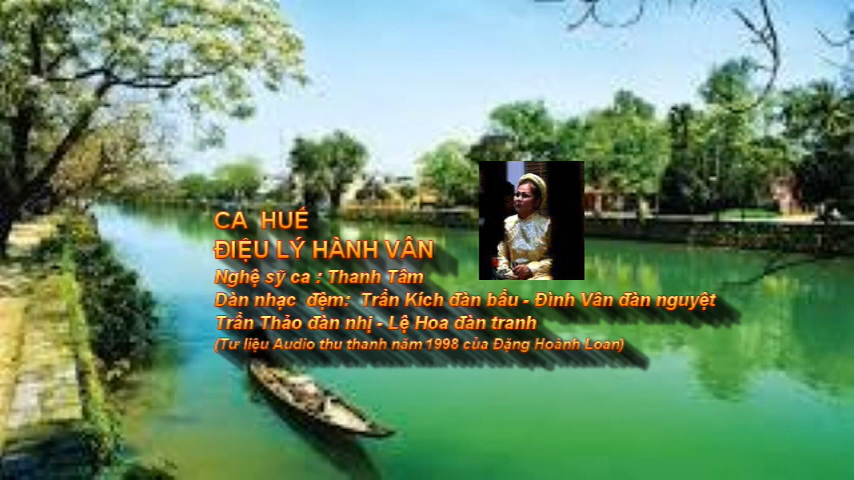 CA HUẾ
ĐIỆU LÝ HÀNH VÂN
Nghệ sỹ ca : Thanh Tâm
Dàn nhạc đệm: Trần Kích đàn bầu - Đình Vân đàn nguyệt
Trần Thảo đàn nhị - Lệ Hoa đàn tranh
(Tư liệu Audio thu thanh năm 1998 của Đặng Hoành Loan)